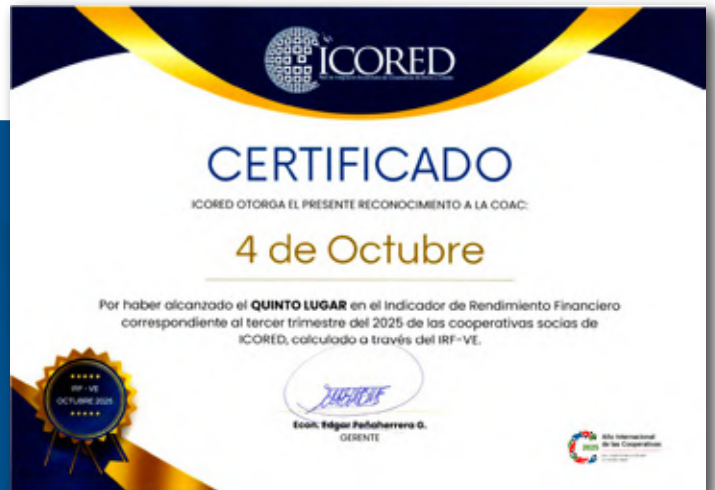 ICORED
CERTIFICADO
ICORED OTORGA EL PRESENTE RECONOCIMIENTO A LA COAC:
4 de Octubre
Por haber alcanzado el QUINTO LUGAR en el Indicador de Rendimiento Financiero
correspondiente al tercer trimestre del 2025 de las cooperativas socias de
ICORED, calculado a través del IRF-VE.
IRF - VE
OCTUBRE 2025
Econ. Edgar Peñaherrera G.
GERENTE
2025
Año Internacional
de las Cooperativas